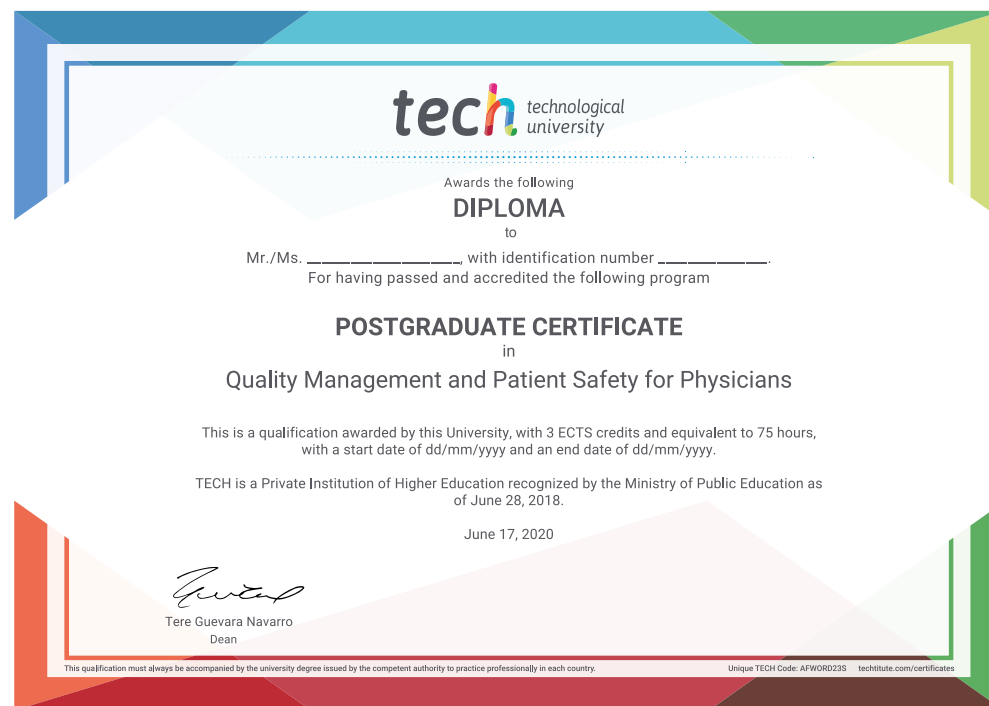 tech technological
university
Awards the following
DIPLOMA
to
Mr./Ms. ____________________, with identification number ______________.
For having passed and accredited the following program
POSTGRADUATE CERTIFICATE
in
Quality Management and Patient Safety for Physicians
This is a qualification awarded by this University, with 3 ECTS credits and equivalent to 75 hours,
with a start date of dd/mm/yyyy and an end date of dd/mm/yyyy.
TECH is a Private Institution of Higher Education recognized by the Ministry of Public Education as
of June 28, 2018.
June 17, 2020
Tere Guevara Navarro
Dean
This qualification must always be accompanied by the university degree issued by the competent authority to practice professionally in each country. Unique TECH Code: AFWORD23S techtitute.com/certificates